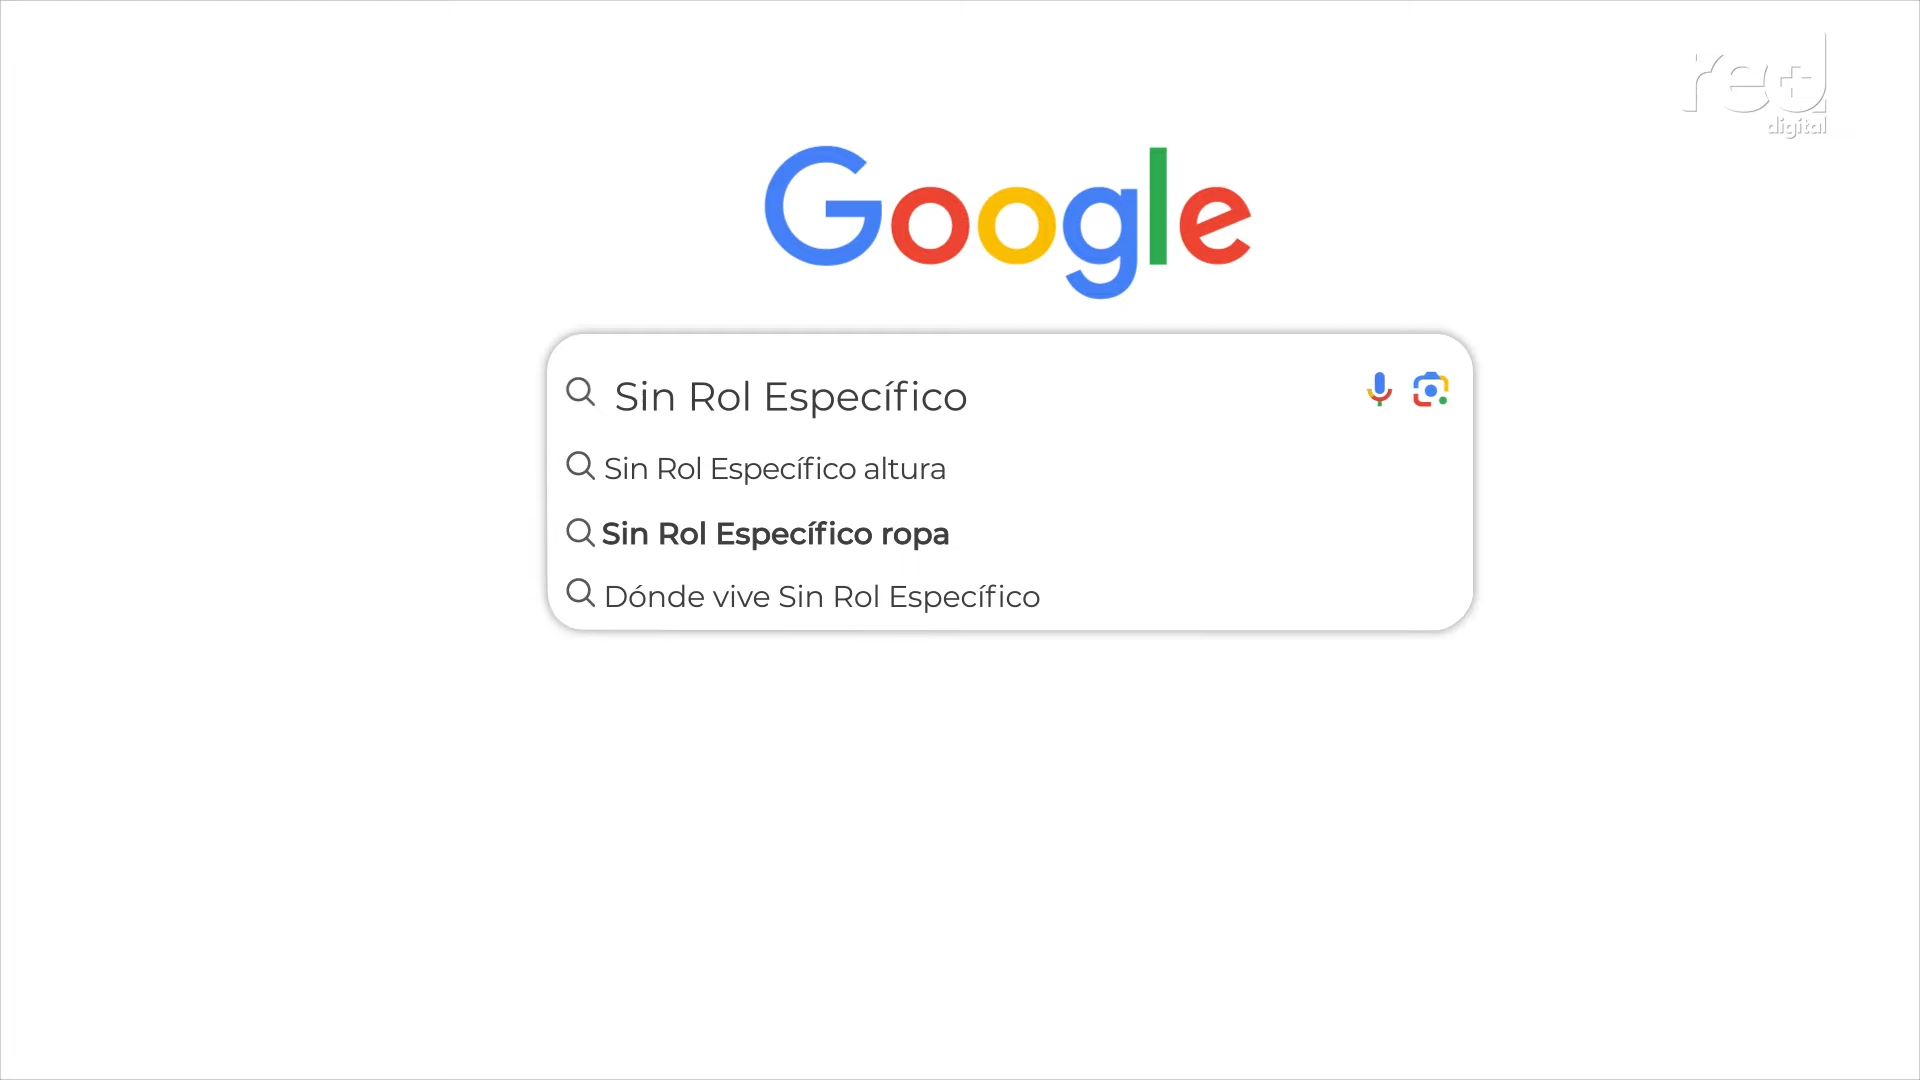 red
digital
Google
Sin Rol Específico
Sin Rol Específico altura
Sin Rol Específico ropa
Dónde vive Sin Rol Específico